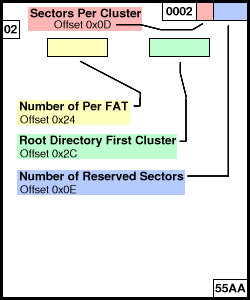 Sectors Per Cluster
Offset 0x0D
0002
02
Number of Per FAT
Offset 0x24
Root Directory First Cluster
Offset 0x2C
Number of Reserved Sectors
Offset 0x0E
55AA